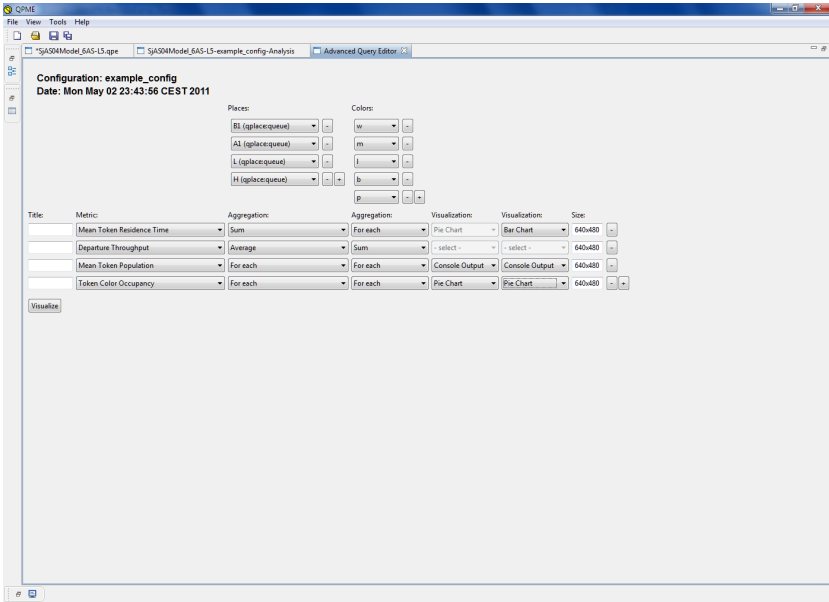 QPME
File View Tools Help
*SjAS04Model_6AS-L5.qpe SjAS04Model_6AS-L5-example_config-Analysis Advanced Query Editor
Configuration: example_config
Date: Mon May 02 23:43:56 CEST 2011
Places: Colors:
B1 (qplace:queue) - w -
A1 (qplace:queue) - m -
L (qplace:queue) - l -
H (qplace:queue) - + b -
p - +
Title: Metric: Aggregation: Aggregation: Visualization: Visualization: Size:
Mean Token Residence Time Sum For each Pie Chart Bar Chart 640x480 -
Departure Throughput Average Sum - select - - select - 640x480 -
Mean Token Population For each For each Console Output Console Output 640x480 -
Token Color Occupancy For each For each Pie Chart Pie Chart 640x480 - +
Visualize